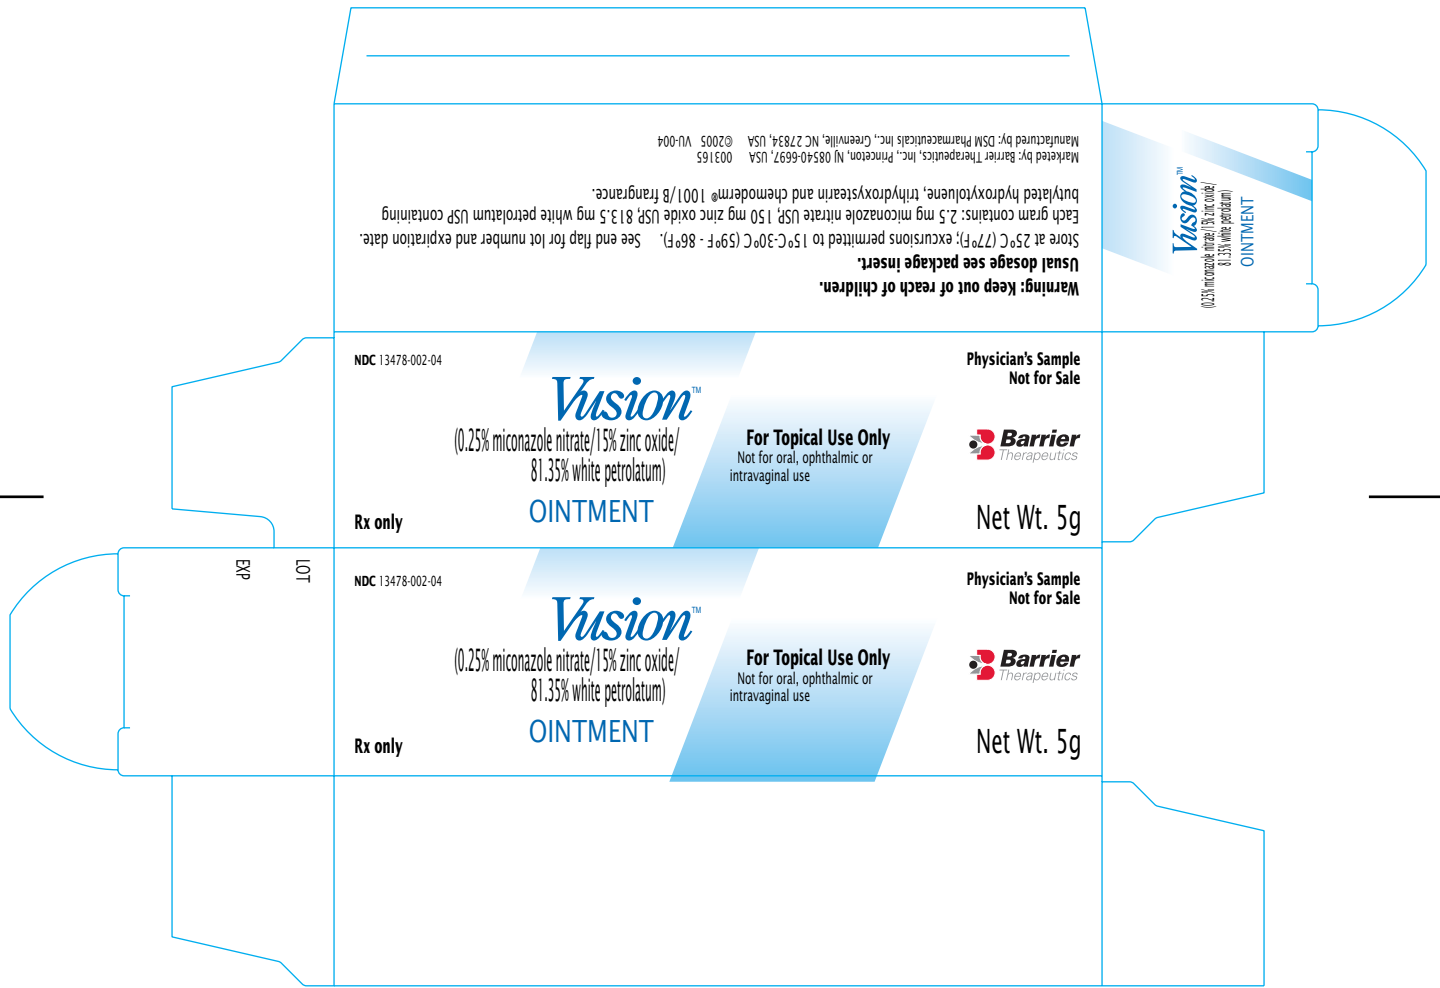 Warning: Keep out of reach of children.
Usual dosage see package insert.
Store at 25ºC (77ºF); excursions permitted to 15ºC-30ºC (59ºF - 86ºF). See end flap for lot number and expiration date.
Each gram contains: 2.5 mg miconazole nitrate USP, 150 mg zinc oxide USP, 813.5 mg white petrolatum USP containing
butylated hydroxytoluene, trihydroxystearin and chemoderm® 1001/B fragrance.
Marketed by: Barrier Therapeutics, Inc., Princeton, NJ 08540-6697, USA 003165
Manufactured by: DSM Pharmaceuticals Inc., Greenville, NC 27834, USA ©2005 VU-004
Vusion™
(0.25% miconazole nitrate/15% zinc oxide/
81.35% white petrolatum)
OINTMENT
NDC 13478-002-04
Vusion™
(0.25% miconazole nitrate/15% zinc oxide/
81.35% white petrolatum)
OINTMENT
Rx only
For Topical Use Only
Not for oral, ophthalmic or
intravaginal use
Physician's Sample
Not for Sale
Barrier
Therapeutics
Net Wt. 5g
LOT
EXP
NDC 13478-002-04
Vusion™
(0.25% miconazole nitrate/15% zinc oxide/
81.35% white petrolatum)
OINTMENT
Rx only
For Topical Use Only
Not for oral, ophthalmic or
intravaginal use
Physician's Sample
Not for Sale
Barrier
Therapeutics
Net Wt. 5g